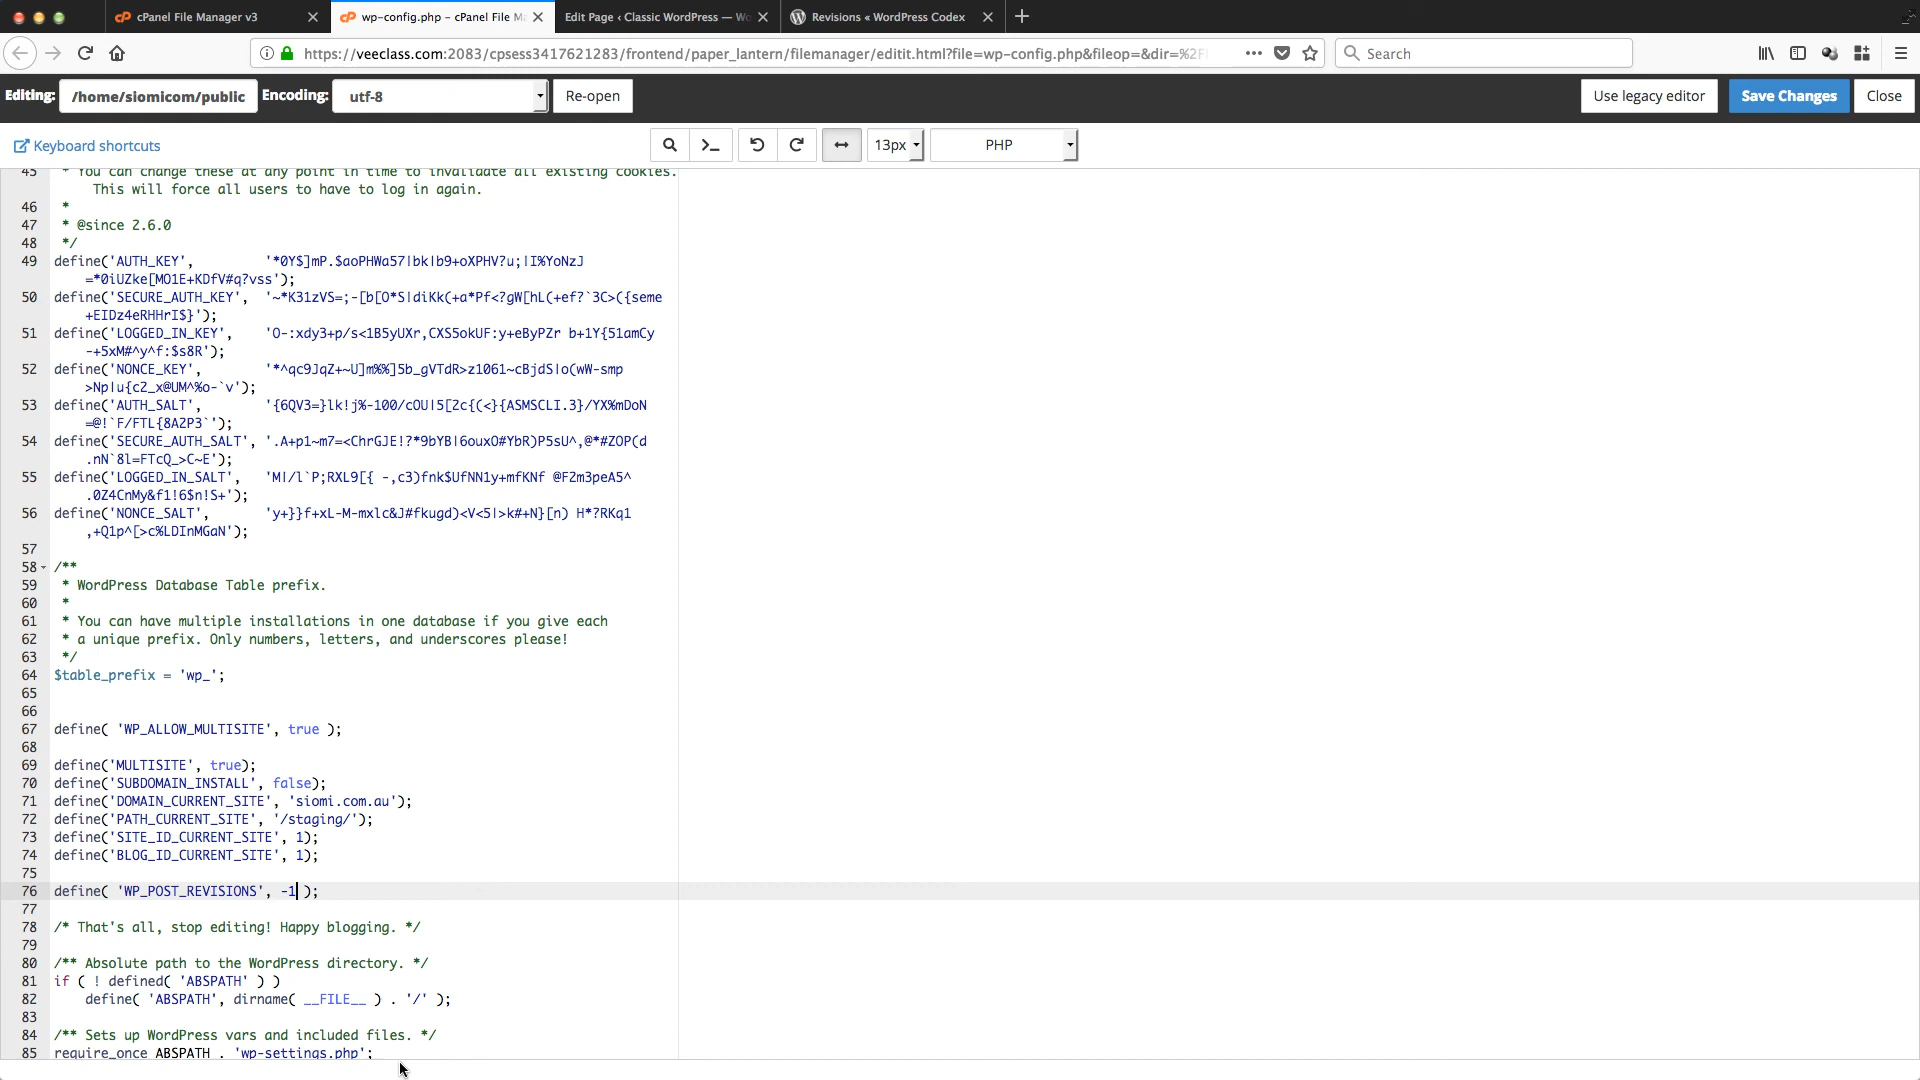 cPanel File Manager v3
wp-config.php – cPanel File M
Edit Page ‹ Classic WordPress — Wo
Revisions « WordPress Codex
https://veeclass.com:2083/cpsess3417621283/frontend/paper_lantern/filemanager/editit.html?file=wp-config.php&fileop=&dir=%2F
Search
Editing: /home/siomicom/public Encoding: utf-8 Re-open Use legacy editor Save Changes Close
Keyboard shortcuts 13px PHP
45 * You can change these at any point in time to invalidate all existing cookies.
This will force all users to have to log in again.
46 *
47 * @since 2.6.0
48 */
49 define('AUTH_KEY', '*0Y$]mP.$aoPHWa57|bk|b9+oXPHV?u;|I%YoNzJ
=*0iUZke[MO1E+KDfV#q?vss');
50 define('SECURE_AUTH_KEY', '~*K31zVS=;-[b[O*S|diKk(+a*Pf<?gW[hL(+ef?`3C>({seme
+EIDz4eRHHrI$}');
51 define('LOGGED_IN_KEY', 'O-:xdy3+p/s<1B5yUXr,CXS5okUF:y+eByPZr b+1Y{51amCy
-+5xM#^y^f:$s8R');
52 define('NONCE_KEY', '*^qc9JqZ+~U]m%%]5b_gVTdR>z1061~cBjdS|o(wW-smp
>Np|u{c2_x@UM^%o-`v');
53 define('AUTH_SALT', '{6QV3=}lk!j%-100/cOU|5[2c{(<}{ASMSCLI.3}/YX%mDoN
=@!`F/FTL{8A2P3`');
54 define('SECURE_AUTH_SALT', '.A+p1~m7=<ChrGJE!?*9bYB|6ouxO#YbR)P5sU^,@*#ZOP(d
.nN`8l=FTcQ_>C~E');
55 define('LOGGED_IN_SALT', 'M|/l`P;RXL9[{ -,c3)fnk$UfNN1y+mfKNf @F2m3peA5^
.0Z4CnMy&f1!6$n!S+');
56 define('NONCE_SALT', 'y+}}f+xL-M-mxlc&J#fkugd)<V<5|>k#+N}[n) H*?RKq1
,+Q1p^[>c%LDInMGaN');
57
58 /**
59 * WordPress Database Table prefix.
60 *
61 * You can have multiple installations in one database if you give each
62 * a unique prefix. Only numbers, letters, and underscores please!
63 */
64 $table_prefix = 'wp_';
65
66
67 define( 'WP_ALLOW_MULTISITE', true );
68
69 define('MULTISITE', true);
70 define('SUBDOMAIN_INSTALL', false);
71 define('DOMAIN_CURRENT_SITE', 'siomi.com.au');
72 define('PATH_CURRENT_SITE', '/staging/');
73 define('SITE_ID_CURRENT_SITE', 1);
74 define('BLOG_ID_CURRENT_SITE', 1);
75
76 define( 'WP_POST_REVISIONS', -1 );
77
78 /* That's all, stop editing! Happy blogging. */
79
80 /** Absolute path to the WordPress directory. */
81 if ( ! defined( 'ABSPATH' ) )
82 define( 'ABSPATH', dirname( __FILE__ ) . '/' );
83
84 /** Sets up WordPress vars and included files. */
85 require_once ABSPATH . 'wp-settings.php';